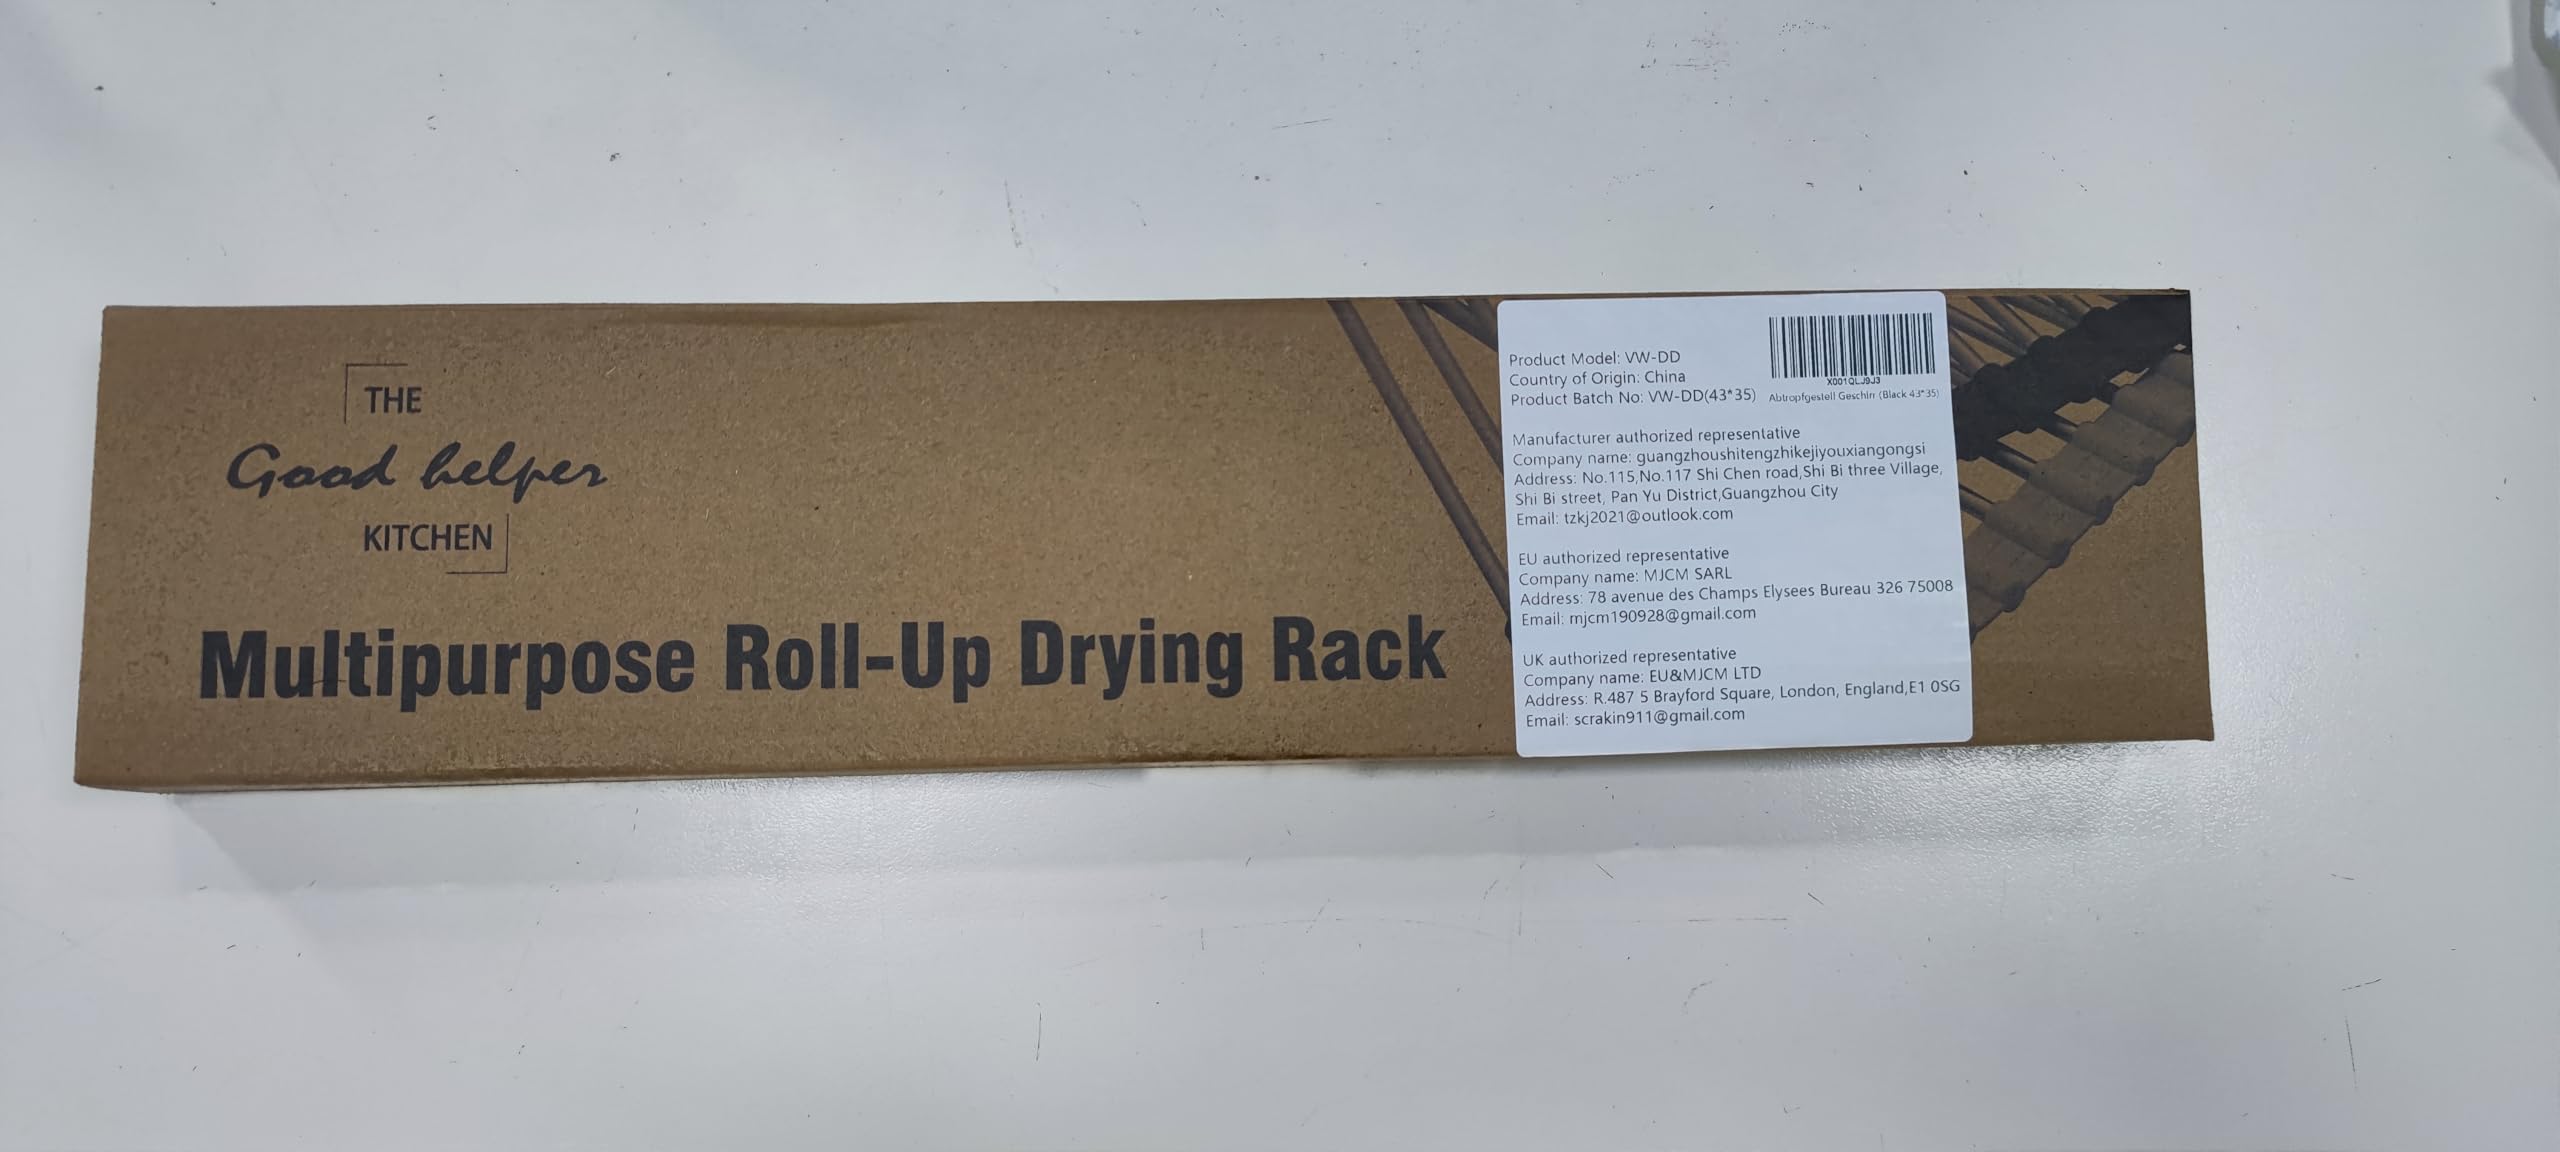 THE
Good helper
KITCHEN
Multipurpose Roll-Up Drying Rack
Product Model: VW-DD
Country of Origin: China
Product Batch No: VW-DD(43*35)
X001QLJ9J3
Abtropfgestell Geschirr (Black 43*35)
Manufacturer authorized representative
Company name: guangzhoushitengzhikejiyouxiangongsi
Address: No.115,No.117 Shi Chen road,Shi Bi three Village,
Shi Bi street, Pan Yu District,Guangzhou City
Email: tzkj2021@outlook.com
EU authorized representative
Company name: MJCM SARL
Address: 78 avenue des Champs Elysees Bureau 326 75008
Email: mjcm190928@gmail.com
UK authorized representative
Company name: EU&MJCM LTD
Address: R.487 5 Brayford Square, London, England,E1 0SG
Email: scrakin911@gmail.com